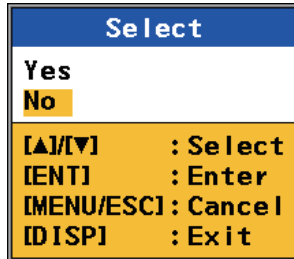 Select
Yes
No
[▲]/[▼] :Select
[ENT] :Enter
[MENU/ESC]:Cancel
[DISP] :Exit